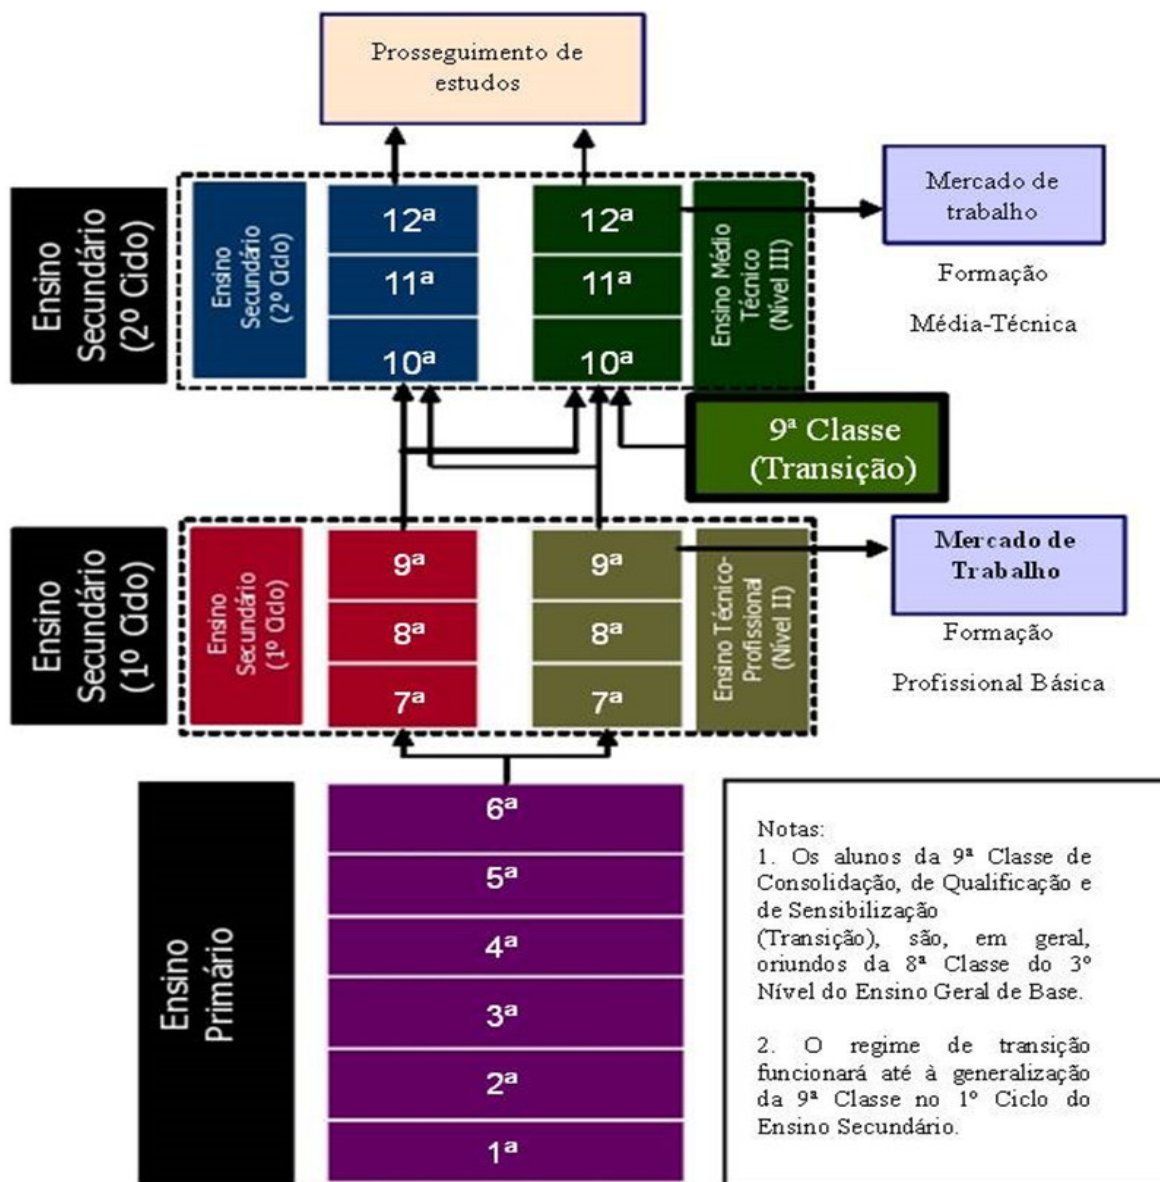 Prosseguimento de
estudos
Ensino
Secundário
(2º Ciclo)
Ensino
Secundário
(2º Ciclo)
12ª
11ª
10ª
12ª
11ª
10ª
Ensino Médio
Técnico
(Nível III)
Mercado de
trabalho
Formação
Média-Técnica
9ª Classe
(Transição)
Ensino
Secundário
(1º Ciclo)
Ensino
Secundário
(1º Ciclo)
9ª
8ª
7ª
9ª
8ª
7ª
Ensino Técnico-
Profissional
(Nível II)
Mercado de
Trabalho
Formação
Profissional Básica
Ensino
Primário
6ª
5ª
4ª
3ª
2ª
1ª
Notas:
1. Os alunos da 9ª Classe de
Consolidação, de Qualificação e
de Sensibilização
(Transição), são, em geral,
oriundos da 8ª Classe do 3º
Nível do Ensino Geral de Base.
2. O regime de transição
funcionará até à generalização
da 9ª Classe no 1º Ciclo do
Ensino Secundário.